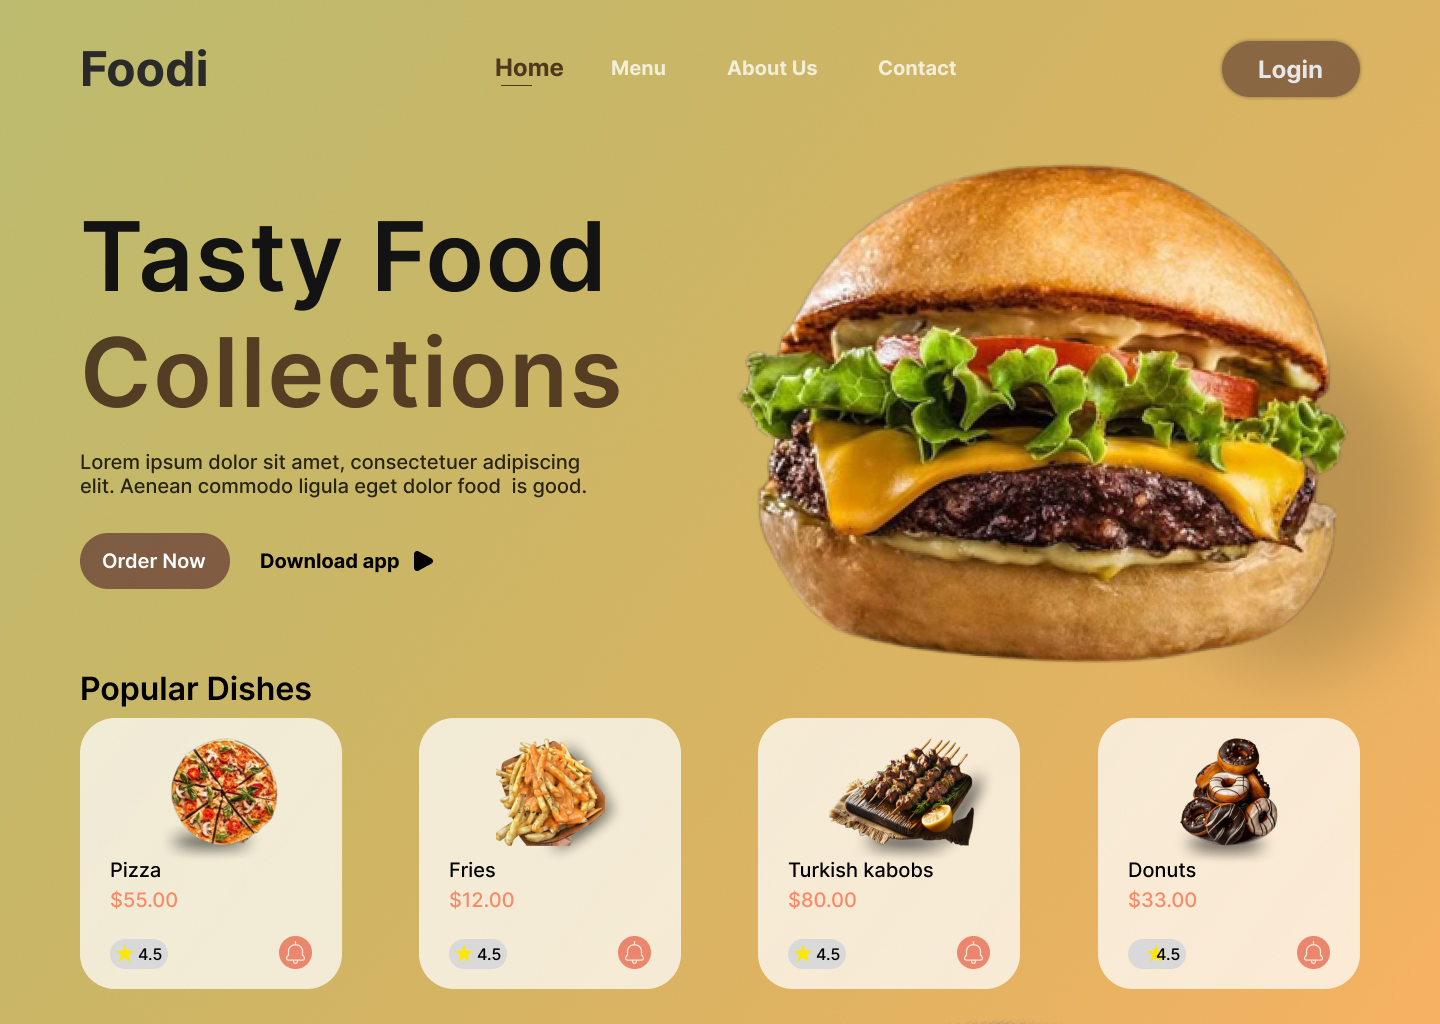 Foodi
Home Menu About Us Contact
Login
Tasty Food
Collections
Lorem ipsum dolor sit amet, consectetuer adipiscing
elit. Aenean commodo ligula eget dolor food  is good.
Order Now
Download app
Popular Dishes
Pizza
$55.00
4.5
Fries
$12.00
4.5
Turkish kabobs
$80.00
4.5
Donuts
$33.00
4.5